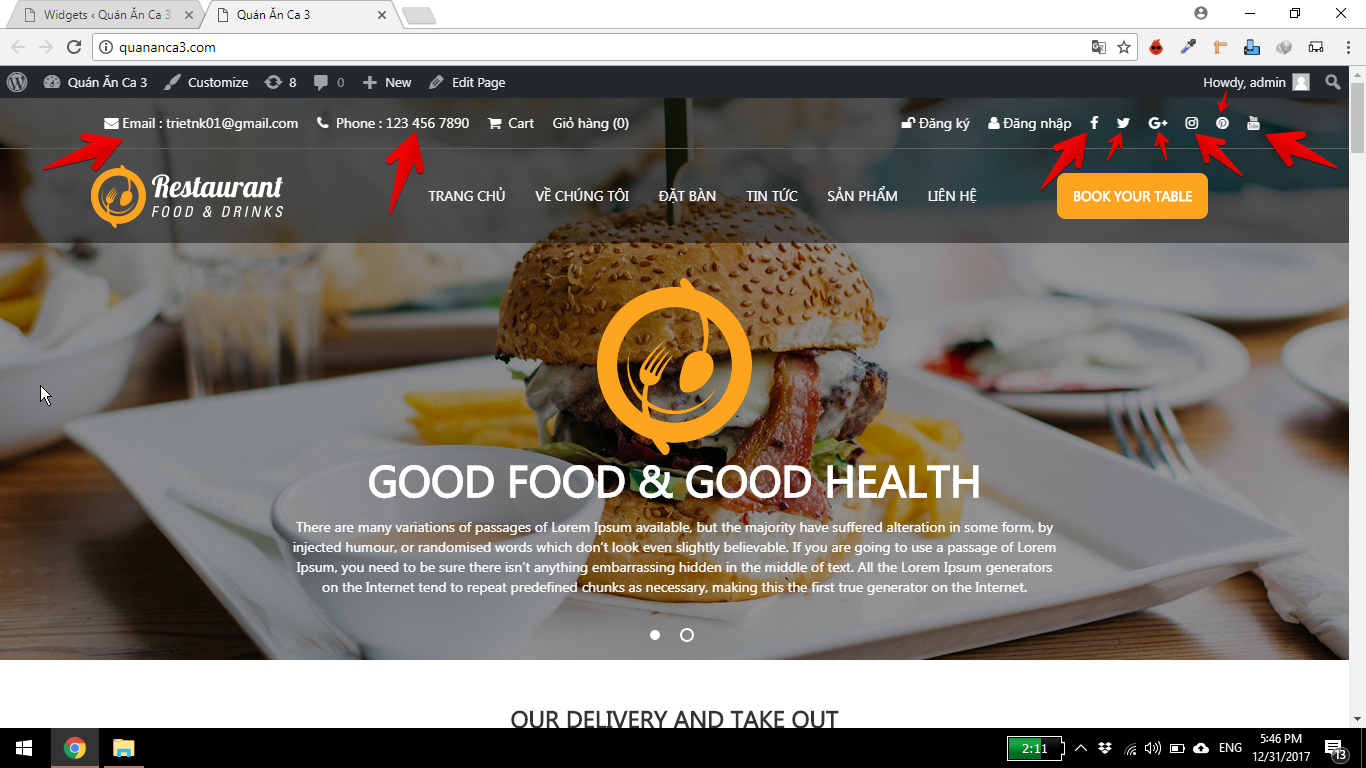 Widgets ‹ Quán Ăn Ca 3
Quán Ăn Ca 3
quananca3.com
Quán Ăn Ca 3 Customize 8 0 New Edit Page Howdy, admin
Email : trietnk01@gmail.com Phone : 123 456 7890 Cart Giỏ hàng (0) Đăng ký Đăng nhập
Restaurant
FOOD & DRINKS
TRANG CHỦ VỀ CHÚNG TÔI ĐẶT BÀN TIN TỨC SẢN PHẨM LIÊN HỆ BOOK YOUR TABLE
GOOD FOOD & GOOD HEALTH
There are many variations of passages of Lorem Ipsum available, but the majority have suffered alteration in some form, by
injected humour, or randomised words which don't look even slightly believable. If you are going to use a passage of Lorem
Ipsum, you need to be sure there isn't anything embarrassing hidden in the middle of text. All the Lorem Ipsum generators
on the Internet tend to repeat predefined chunks as necessary, making this the first true generator on the Internet.
OUR DELIVERY AND TAKE OUT
2:11 ENG 5:46 PM
12/31/2017 13